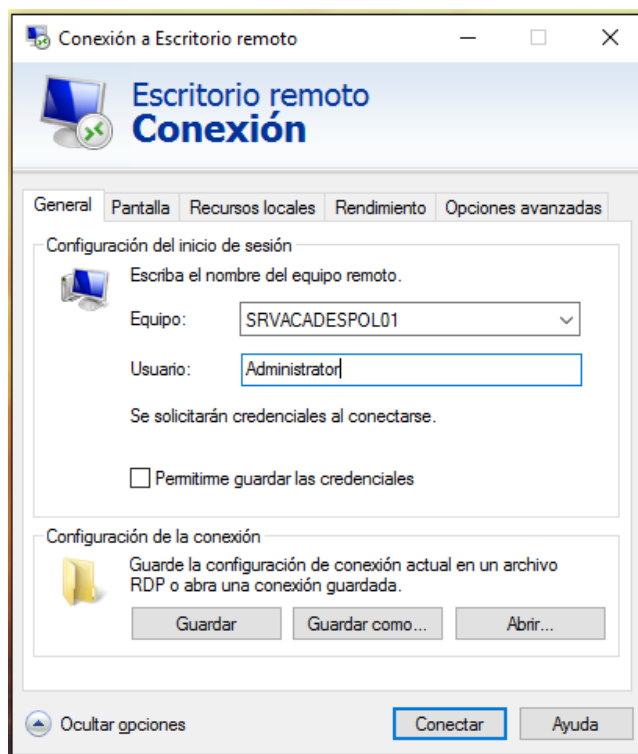 Conexión a Escritorio remoto
Escritorio remoto
Conexión
General Pantalla Recursos locales Rendimiento Opciones avanzadas
Configuración del inicio de sesión
Escriba el nombre del equipo remoto.
Equipo: SRVACADESPOL01
Usuario: Administrator
Se solicitarán credenciales al conectarse.
Permitirme guardar las credenciales
Configuración de la conexión
Guarde la configuración de conexión actual en un archivo
RDP o abra una conexión guardada.
Guardar Guardar como... Abrir...
Ocultar opciones Conectar Ayuda